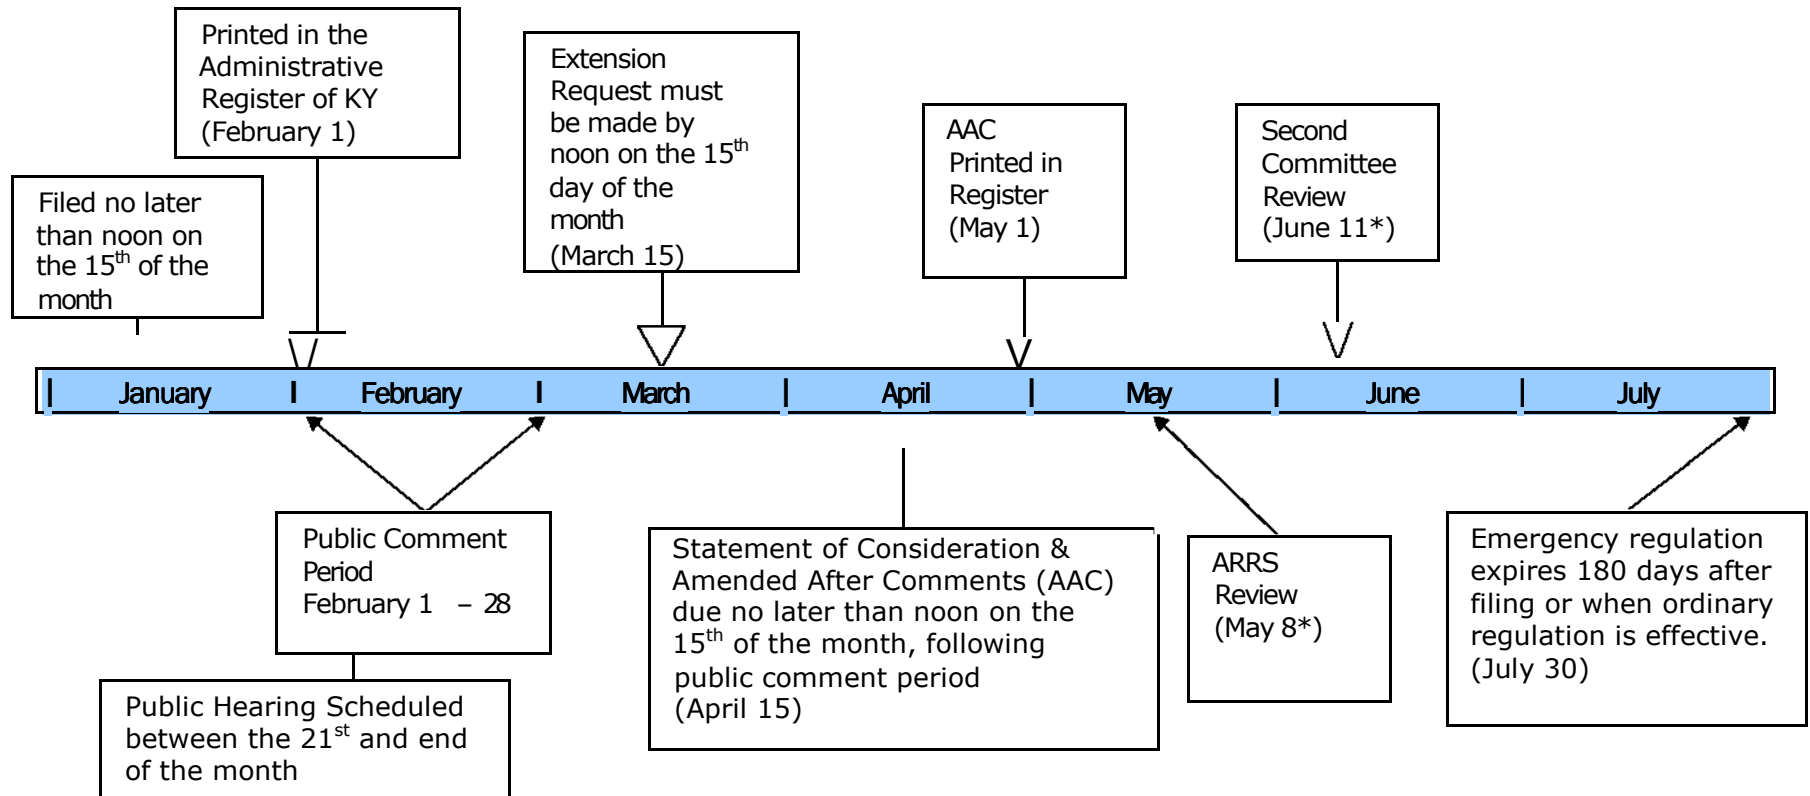 Printed in the
Administrative
Register of KY
(February 1)
Filed no later
than noon on
the 15th of the
month
Extension
Request must
be made by
noon on the 15th
day of the
month
(March 15)
AAC
Printed in
Register
(May 1)
Second
Committee
Review
(June 11*)
| January | February | March | April | May | June | July
Public Comment
Period
February 1 – 28
Public Hearing Scheduled
between the 21st and end
of the month
Statement of Consideration &
Amended After Comments (AAC)
due no later than noon on the
15th of the month, following
public comment period
(April 15)
ARRS
Review
(May 8*)
Emergency regulation
expires 180 days after
filing or when ordinary
regulation is effective.
(July 30)